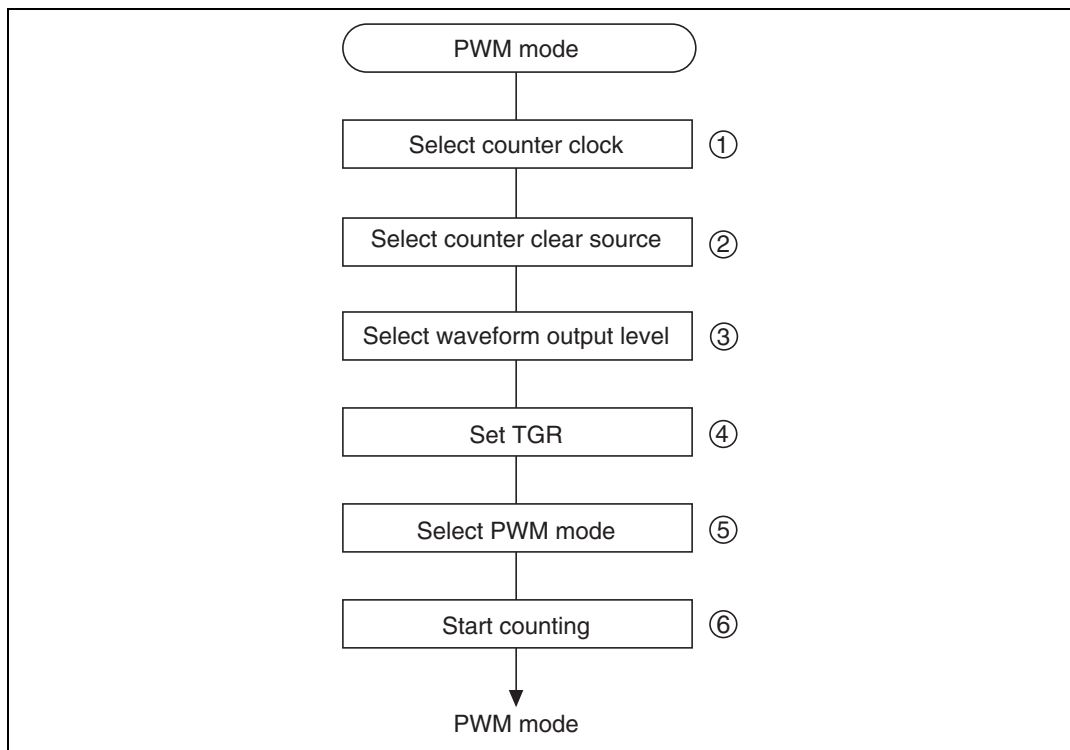 PWM mode
Select counter clock ①
Select counter clear source ②
Select waveform output level ③
Set TGR ④
Select PWM mode ⑤
Start counting ⑥
PWM mode